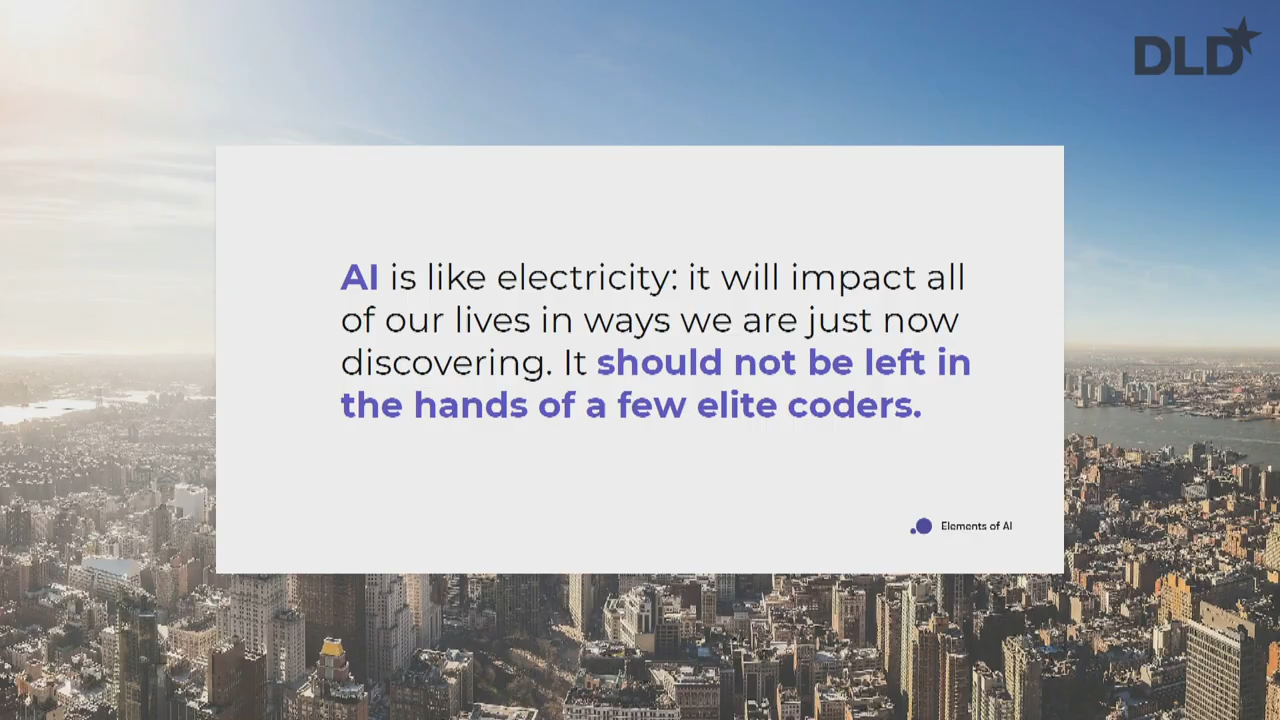 DLD
AI is like electricity: it will impact all
of our lives in ways we are just now
discovering. It should not be left in
the hands of a few elite coders.
Elements of AI